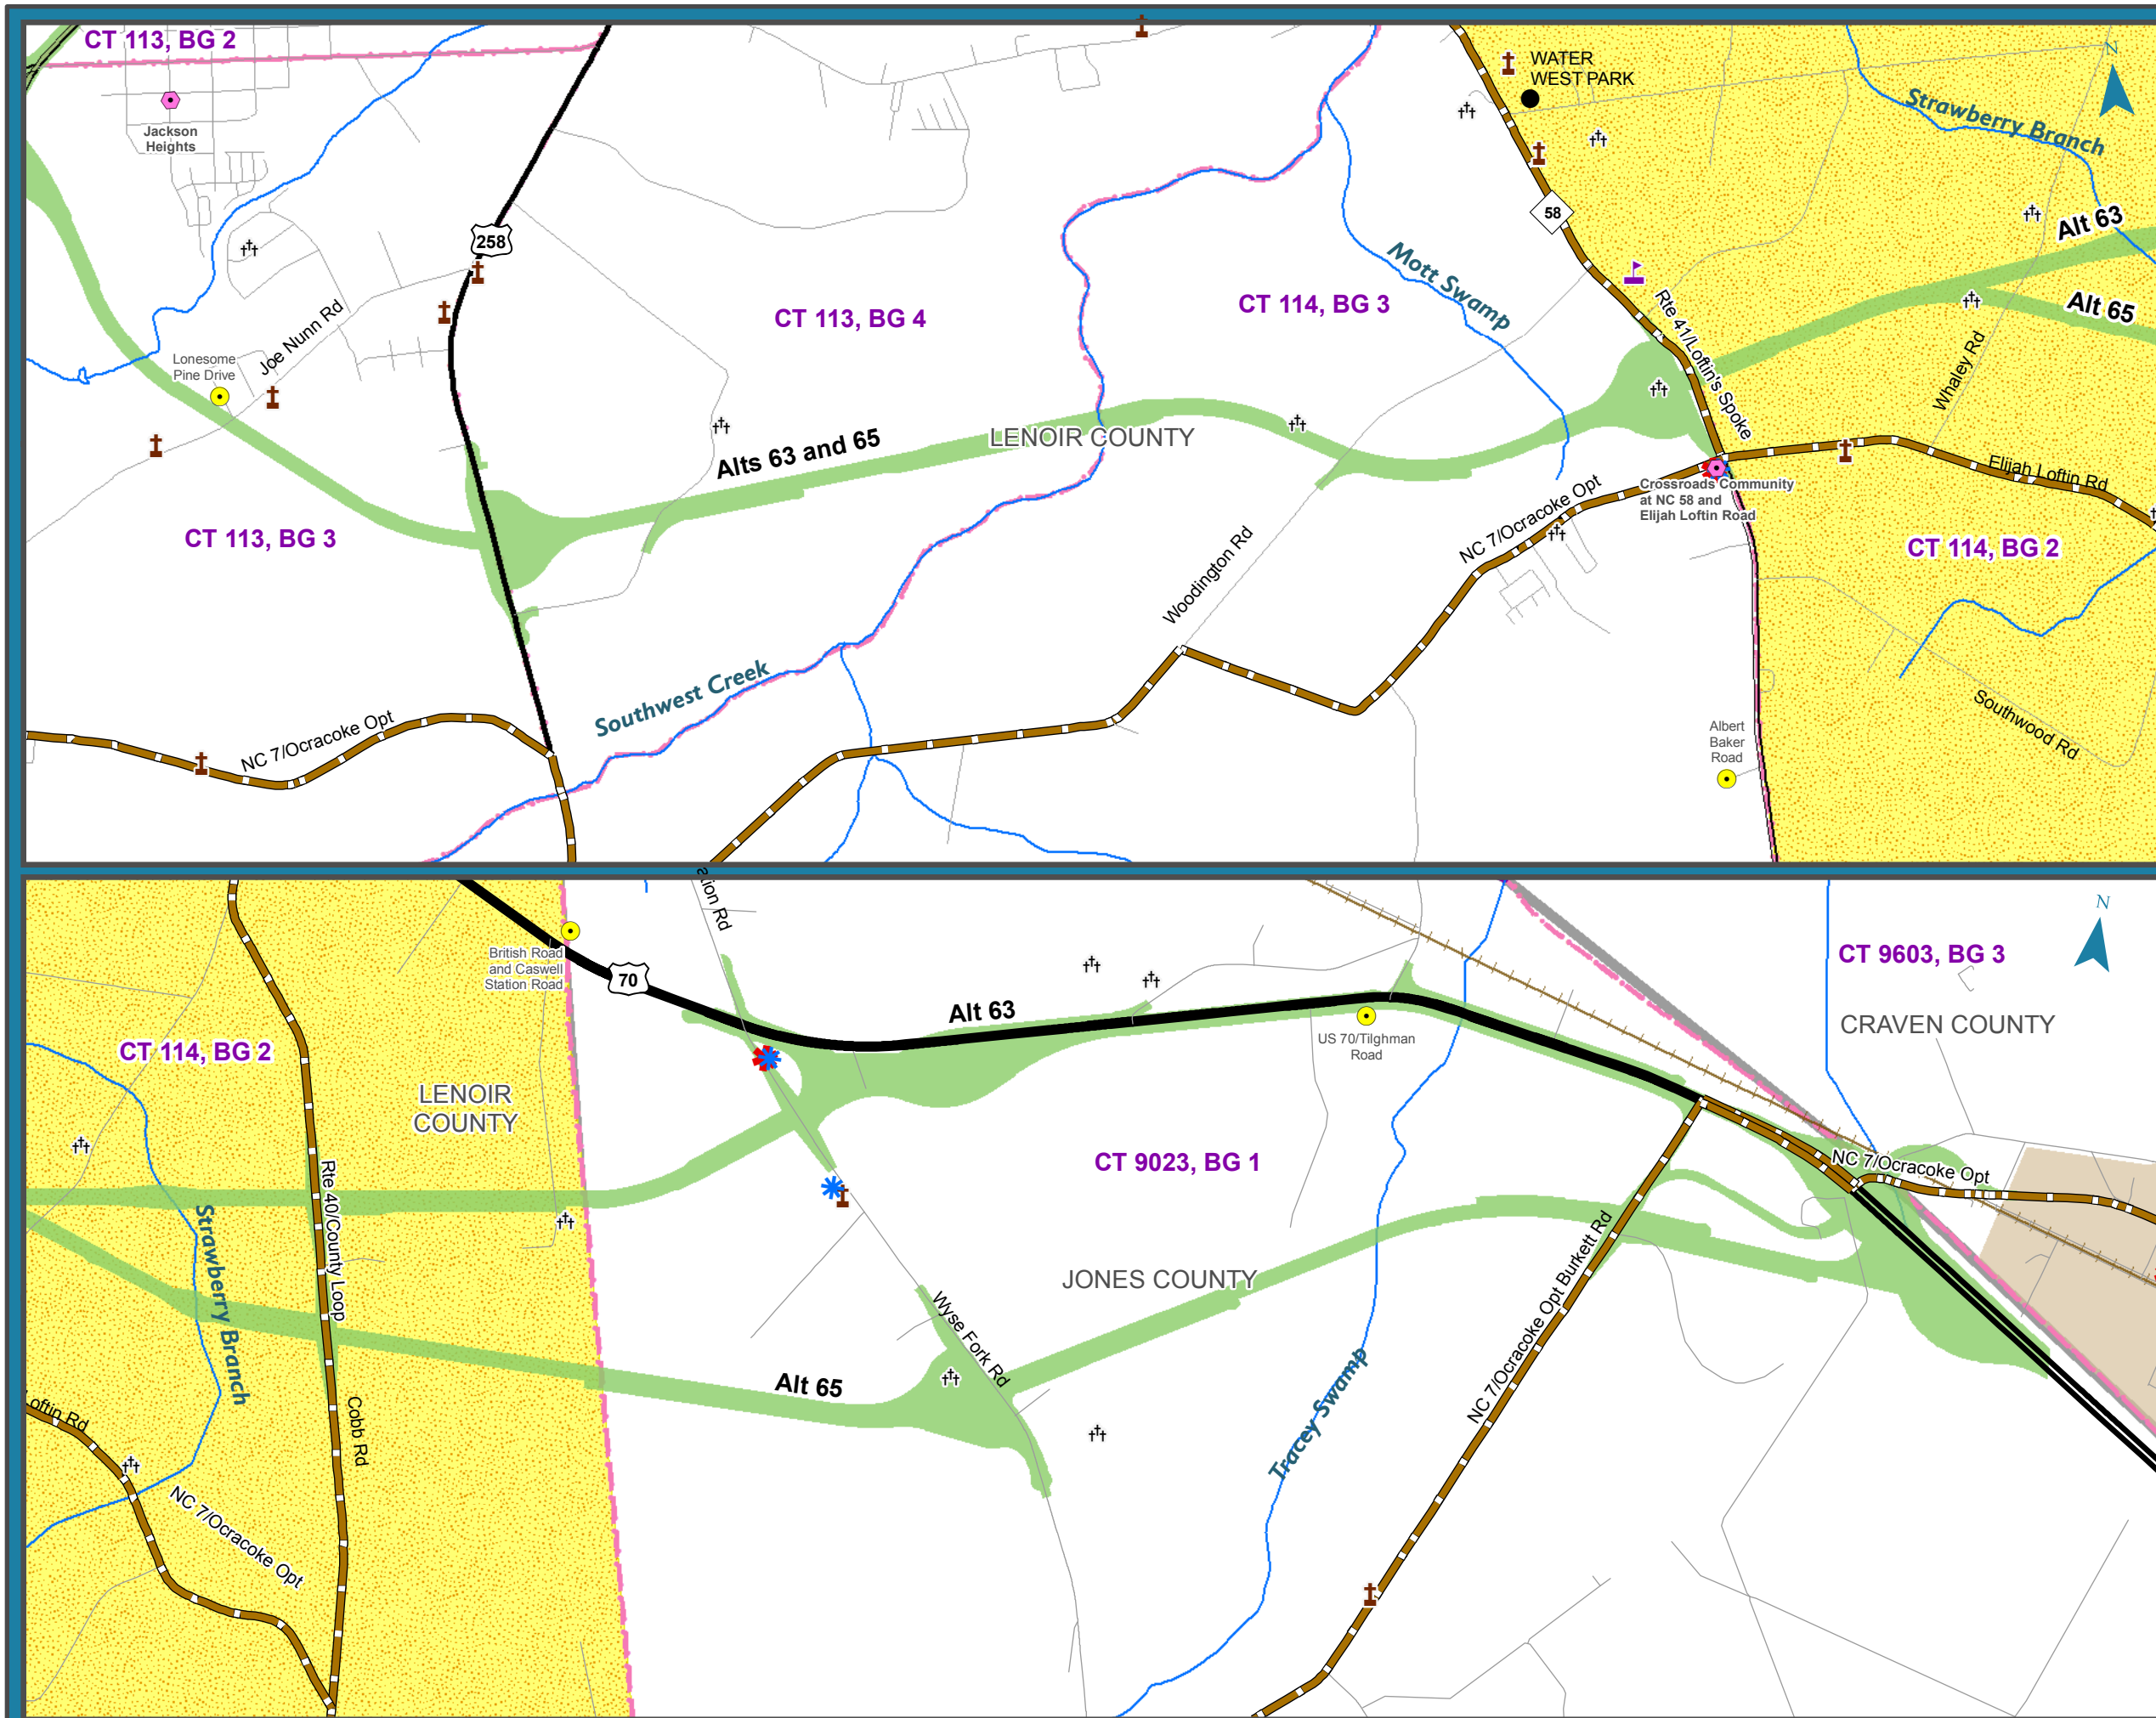 CT 113, BG 2
Jackson
Heights
258
WATER
WEST PARK
N
Strawberry Branch
58
Alt 63
Alt 65
Mott Swamp
CT 113, BG 4
CT 114, BG 3
Rte 41/Loftin's Spoke
Whaley Rd
Joe Nunn Rd
Lonesome
Pine Drive
LENOIR COUNTY
Alts 63 and 65
Elijah Loftin Rd
Crossroads Community
at NC 58 and
Elijah Loftin Road
NC 7/Ocracoke Opt
CT 113, BG 3
CT 114, BG 2
Woodington Rd
Southwest Creek
Southwood Rd
Albert
Baker
Road
NC 7/Ocracoke Opt
tion Rd
N
British Road
and Caswell
Station Road
70
Alt 63
CT 9603, BG 3
CRAVEN COUNTY
US 70/Tilghman
Road
CT 114, BG 2
LENOIR
COUNTY
CT 9023, BG 1
NC 7/Ocracoke Opt
Rte 40/County Loop
Strawberry Branch
JONES COUNTY
Wyse Fork Rd
NC 7/Ocracoke Opt Burkett Rd
Alt 65
Tracey Swamp
Loftin Rd
Cobb Rd
NC 7/Ocracoke Opt